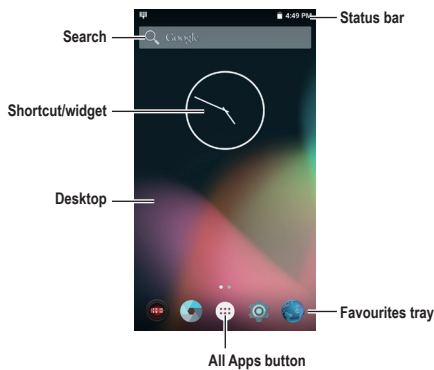 4:49 PM
Status bar
Search
Google
Shortcut/widget
Desktop
Favourites tray
All Apps button